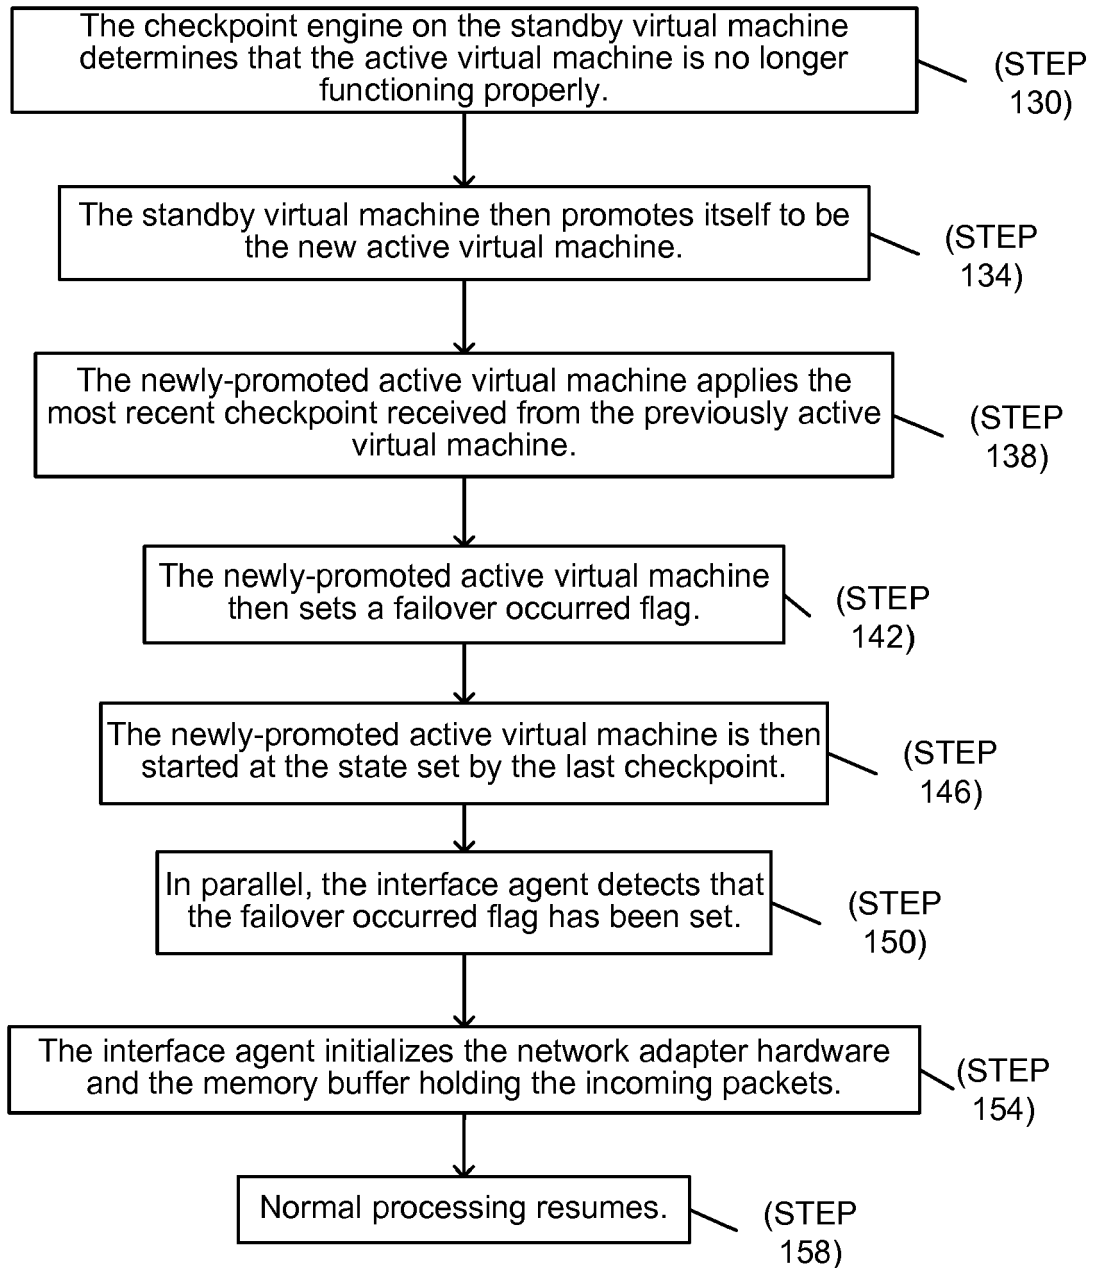 The checkpoint engine on the standby virtual machine
determines that the active virtual machine is no longer
functioning properly.
(STEP
130)
The standby virtual machine then promotes itself to be
the new active virtual machine.
(STEP
134)
The newly-promoted active virtual machine applies the
most recent checkpoint received from the previously active
virtual machine.
(STEP
138)
The newly-promoted active virtual machine
then sets a failover occurred flag.
(STEP
142)
The newly-promoted active virtual machine is then
started at the state set by the last checkpoint.
(STEP
146)
In parallel, the interface agent detects that
the failover occurred flag has been set.
(STEP
150)
The interface agent initializes the network adapter hardware
and the memory buffer holding the incoming packets.
(STEP
154)
Normal processing resumes.
(STEP
158)